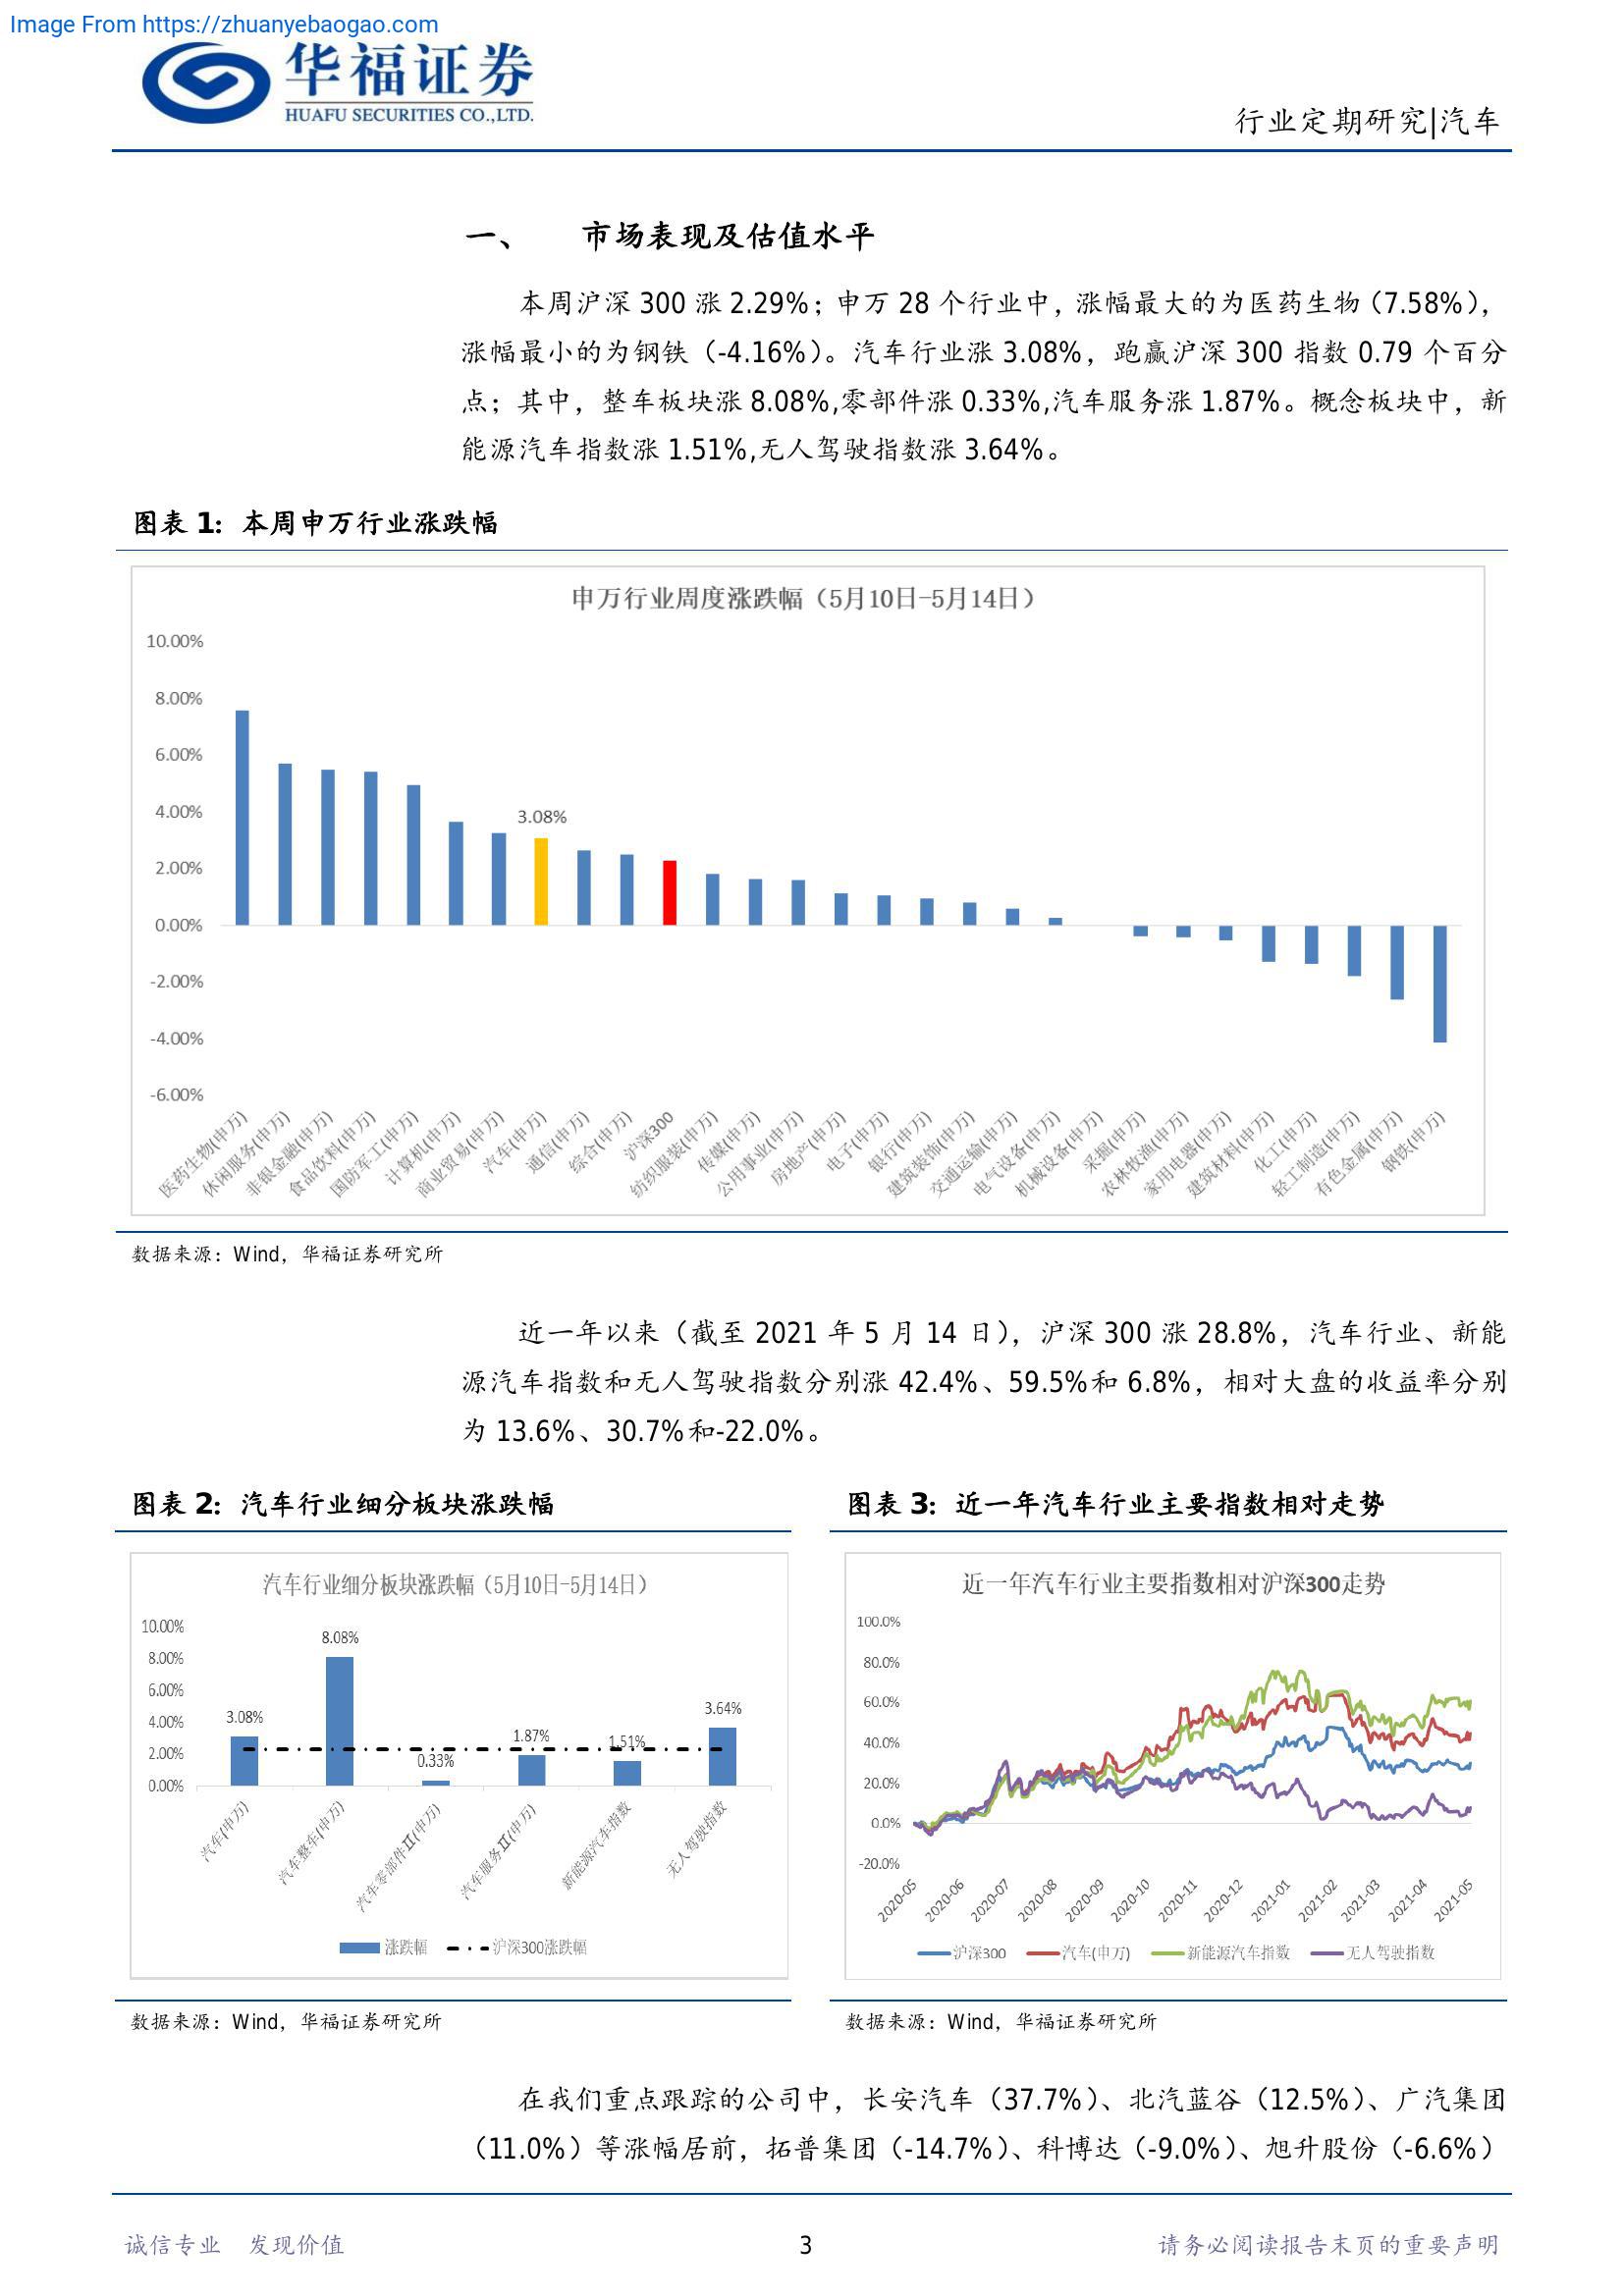 Image From https://zhuanyebaogao.com
华福证券
HUAFU SECURITIES CO.,LTD.
行业定期研究|汽车
一、 市场表现及估值水平
本周沪深 300 涨 2.29%；申万 28 个行业中，涨幅最大的为医药生物（7.58%），
涨幅最小的为钢铁（-4.16%）。汽车行业涨 3.08%，跑赢沪深 300 指数 0.79 个百分
点；其中，整车板块涨 8.08%,零部件涨 0.33%,汽车服务涨 1.87%。概念板块中，新
能源汽车指数涨 1.51%,无人驾驶指数涨 3.64%。
图表 1：本周申万行业涨跌幅
申万行业周度涨跌幅（5月10日-5月14日）
10.00%
8.00%
6.00%
4.00%
2.00%
0.00%
-2.00%
-4.00%
-6.00%
3.08%
医药生物(申万)
休闲服务(申万)
非银金融(申万)
食品饮料(申万)
国防军工(申万)
计算机(申万)
商业贸易(申万)
汽车(申万)
通信(申万)
综合(申万)
沪深300
纺织服装(申万)
传媒(申万)
公用事业(申万)
房地产(申万)
电子(申万)
银行(申万)
建筑装饰(申万)
交通运输(申万)
电气设备(申万)
机械设备(申万)
采掘(申万)
农林牧渔(申万)
家用电器(申万)
建筑材料(申万)
化工(申万)
轻工制造(申万)
有色金属(申万)
钢铁(申万)
数据来源：Wind，华福证券研究所
近一年以来（截至 2021 年 5 月 14 日），沪深 300 涨 28.8%，汽车行业、新能
源汽车指数和无人驾驶指数分别涨 42.4%、59.5%和 6.8%，相对大盘的收益率分别
为 13.6%、30.7%和-22.0%。
图表 2：汽车行业细分板块涨跌幅
汽车行业细分板块涨跌幅（5月10日-5月14日）
10.00%
8.00%
6.00%
4.00%
2.00%
0.00%
3.08%
8.08%
0.33%
1.87%
1.51%
3.64%
汽车(申万)
汽车整车(申万)
汽车零部件Ⅱ(申万)
汽车服务Ⅱ(申万)
新能源汽车指数
无人驾驶指数
涨跌幅
沪深300涨跌幅
数据来源：Wind，华福证券研究所
图表 3：近一年汽车行业主要指数相对走势
近一年汽车行业主要指数相对沪深300走势
100.0%
80.0%
60.0%
40.0%
20.0%
0.0%
-20.0%
2020-05
2020-06
2020-07
2020-08
2020-09
2020-10
2020-11
2020-12
2021-01
2021-02
2021-03
2021-04
2021-05
沪深300
汽车(申万)
新能源汽车指数
无人驾驶指数
数据来源：Wind，华福证券研究所
在我们重点跟踪的公司中，长安汽车（37.7%）、北汽蓝谷（12.5%）、广汽集团
（11.0%）等涨幅居前，拓普集团（-14.7%）、科博达（-9.0%）、旭升股份（-6.6%）
诚信专业 发现价值
3
请务必阅读报告末页的重要声明